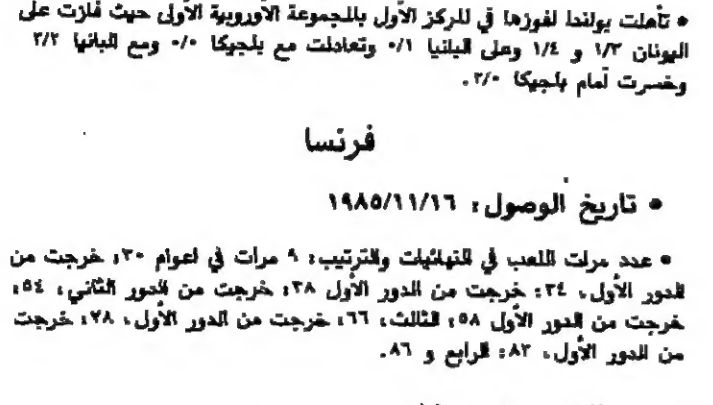 • تأهلت بولندا لفوزها في المركز الأول بالمجموعة الأوروبية الأولى حيث فازت على
اليونان ١/٣ و ١/٤ وعلى البانيا ١/٠ وتعادلت مع بلجيكا ٠/٠ ومع البانيا ٢/٢
وخسرت أمام بلجيكا ٢/٠ .
فرنسا
• تاريخ الوصول: ١٩٨٥/١١/١٦
• عدد مرات اللعب في النهائيات والترتيب: ٩ مرات في اعوام ٣٠: خرجت من
الدور الأول، ٣٤: خرجت من الدور الأول ٣٨: خرجت من الدور الثاني، ٥٤:
خرجت من الدور الأول ٥٨: الثالث، ٦٦: خرجت من الدور الأول، ٧٨: خرجت
من الدور الأول، ٨٢: الرابع و ٨٦.